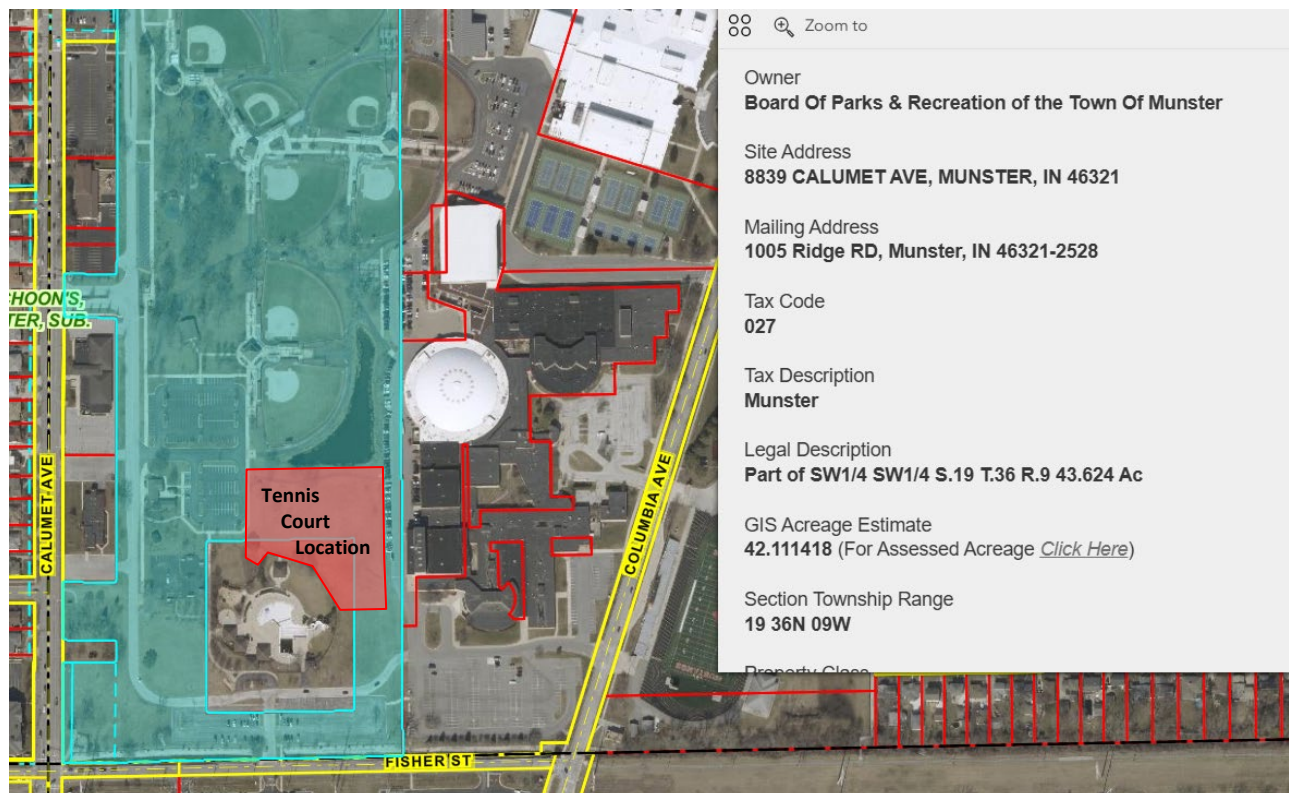 Zoom to
Owner
Board Of Parks & Recreation of the Town Of Munster
Site Address
8839 CALUMET AVE, MUNSTER, IN 46321
Mailing Address
1005 Ridge RD, Munster, IN 46321-2528
Tax Code
027
Tax Description
Munster
Legal Description
Part of SW1/4 SW1/4 S.19 T.36 R.9 43.624 Ac
GIS Acreage Estimate
42.111418 (For Assessed Acreage Click Here)
Section Township Range
19 36N 09W
Property Class
HOON'S,
TER, SUB.
CALUMET AVE
Tennis
Court
Location
COLUMBIA AVE
FISHER ST